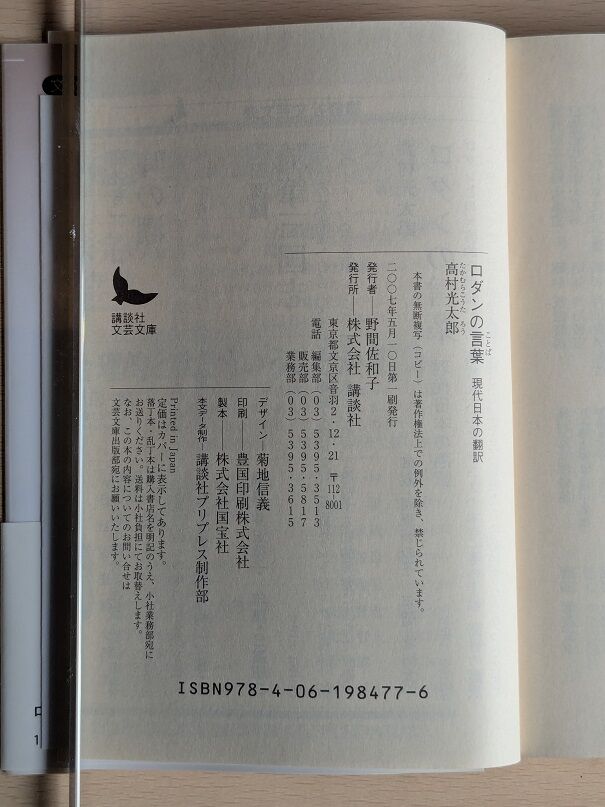 ロダンの言葉 現代日本の翻訳
ことば
高村光太郎
たかむらこうたろう
本書の無断複写(コピー)は著作権法上での例外を除き、禁じられています。
二〇〇七年五月一〇日第一刷発行
発行者 野間佐和子
発行所 株式会社 講談社
東京都文京区音羽2・12・21 〒112-8001
電話 編集部(03)5395・3513
販売部(03)5395・5817
業務部(03)5395・3615
デザイン 菊地信義
印刷 豊国印刷株式会社
製本 株式会社国宝社
本文データ制作 講談社プリプレス制作部
Printed in Japan
定価はカバーに表示してあります。
落丁本・乱丁本は購入書店名を明記のうえ、小社業務部宛に
お送りください。送料は小社負担にてお取替えします。
なお、この本の内容についてのお問い合せは
文芸文庫出版部宛にお願いいたします。
講談社
文芸文庫
ISBN978-4-06-198477-6